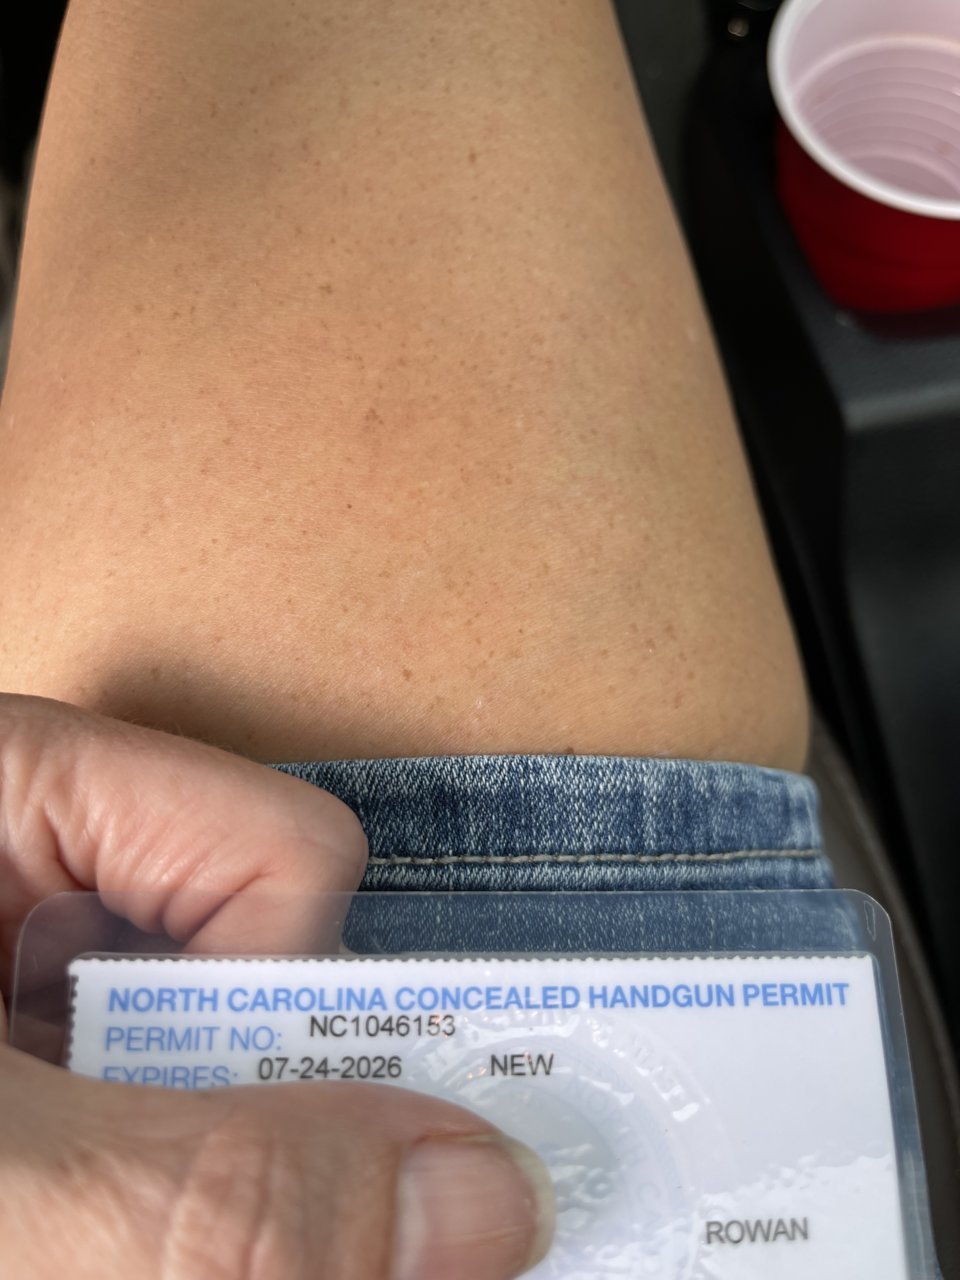 NORTH CAROLINA CONCEALED HANDGUN PERMIT
PERMIT NO: NC1046153
EXPIRES: 07-24-2026 NEW
ROWAN